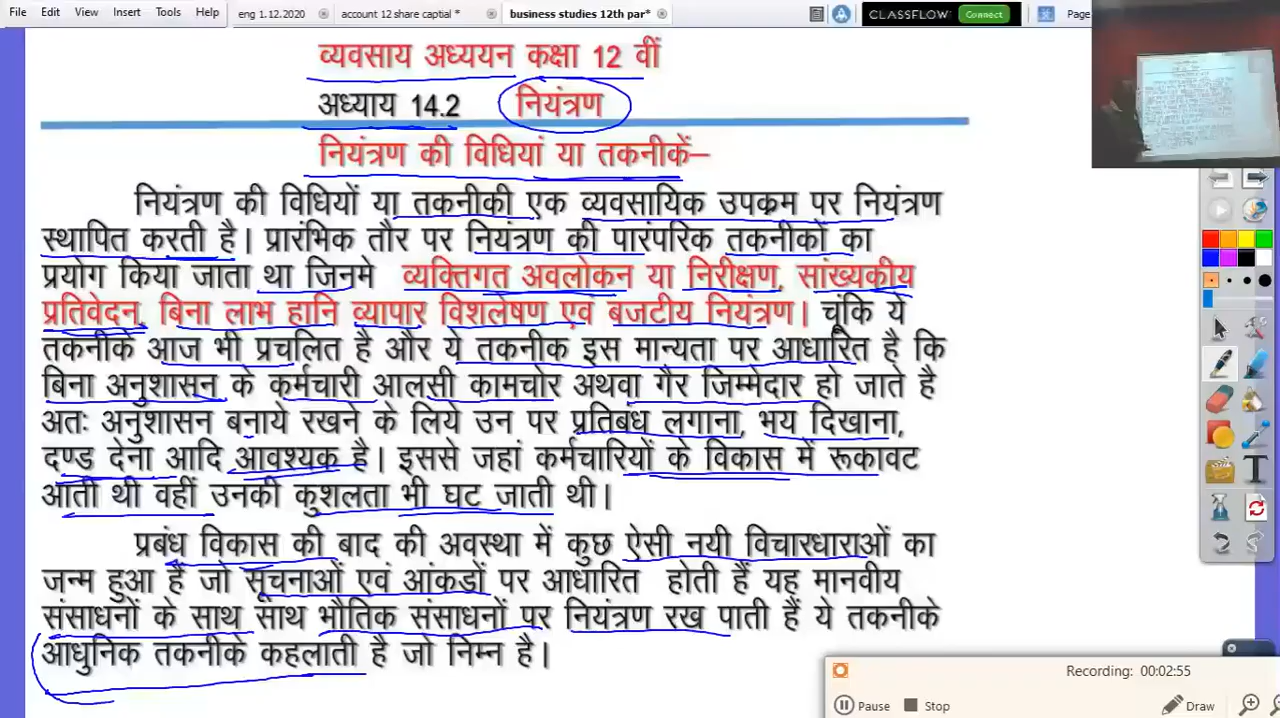 File Edit View Insert Tools Help eng 1.12.2020 account 12 share captial * business studies 12th par* CLASSFLOW Connect Page
व्यवसाय अध्ययन कक्षा 12 वीं
अध्याय 14.2 नियंत्रण
नियंत्रण की विधियां या तकनीकें–
नियंत्रण की विधियों या तकनीकी एक व्यवसायिक उपकम पर नियंत्रण
स्थापित करती है। प्रारंभिक तौर पर नियंत्रण की पारंपरिक तकनीकों का
प्रयोग किया जाता था जिनमे व्यक्तिगत अवलोकन या निरीक्षण, सांख्यकीय
प्रतिवेदन, बिना लाभ हानि व्यापार विशलेषण एवं बजटीय नियंत्रण। चूंकि ये
तकनीके आज भी प्रचलित है और ये तकनीक इस मान्यता पर आधारित है कि
बिना अनुशासन के कर्मचारी आलसी कामचोर अथवा गैर जिम्मेदार हो जाते है
अतः अनुशासन बनाये रखने के लिये उन पर प्रतिबंध लगाना, भय दिखाना,
दण्ड देना आदि आवश्यक है। इससे जहां कर्मचारियों के विकास में रूकावट
आती थी वहीं उनकी कुशलता भी घट जाती थी।
प्रबंध विकास की बाद की अवस्था में कुछ ऐसी नयी विचारधाराओं का
जन्म हुआ है जो सूचनाओं एवं आंकडों पर आधारित होती हैं यह मानवीय
संसाधनों के साथ साथ भौतिक संसाधनों पर नियंत्रण रख पाती हैं ये तकनीके
आधुनिक तकनीके कहलाती है जो निम्न है।
Recording: 00:02:55
Pause Stop Draw